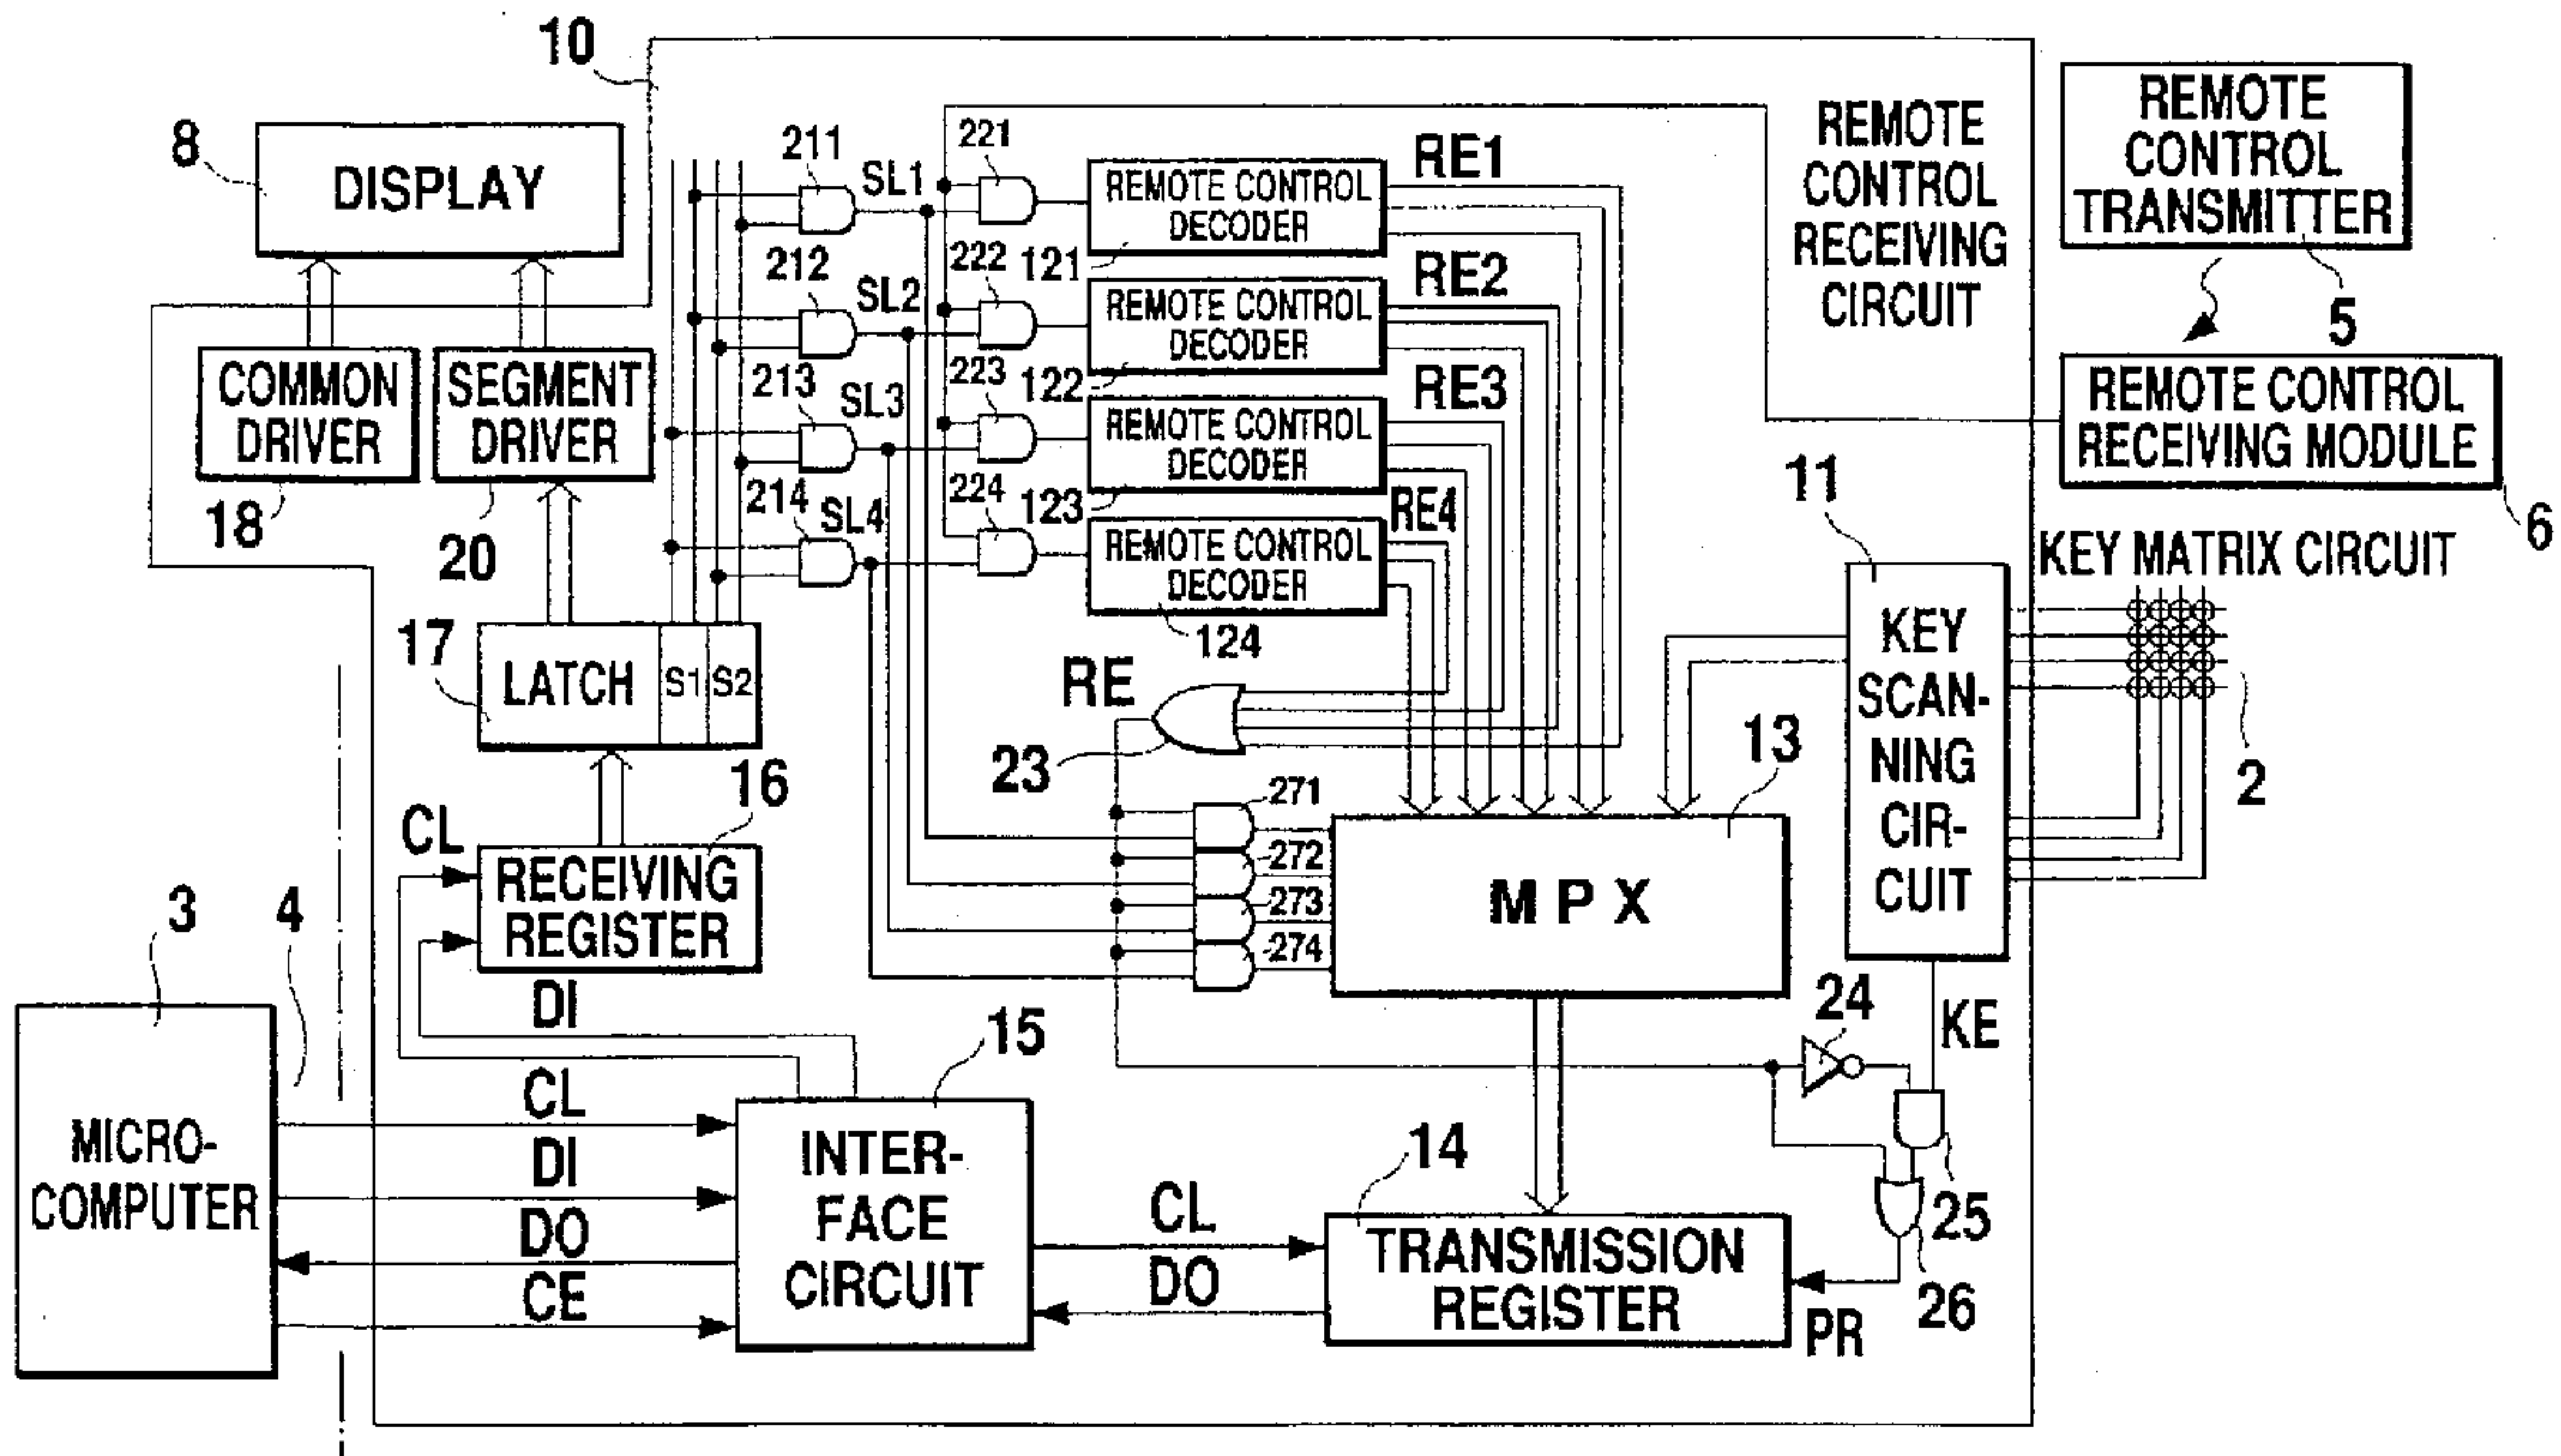 10
8
DISPLAY
COMMON
DRIVER
18
SEGMENT
DRIVER
20
17
LATCH
S1
S2
16
CL
RECEIVING
REGISTER
DI
3
4
MICRO-
COMPUTER
CL
DI
DO
CE
15
INTER-
FACE
CIRCUIT
CL
DO
14
TRANSMISSION
REGISTER
PR
211
SL1
212
SL2
213
SL3
214
SL4
221
222
223
224
REMOTE CONTROL
DECODER
121
RE1
REMOTE CONTROL
DECODER
122
RE2
REMOTE CONTROL
DECODER
123
RE3
REMOTE CONTROL
DECODER
124
RE4
RE
23
271
272
273
274
13
MPX
REMOTE
CONTROL
RECEIVING
CIRCUIT
REMOTE
CONTROL
TRANSMITTER
5
REMOTE CONTROL
RECEIVING MODULE
6
11
KEY
SCAN-
NING
CIR-
CUIT
KEY MATRIX CIRCUIT
2
24
KE
25
26